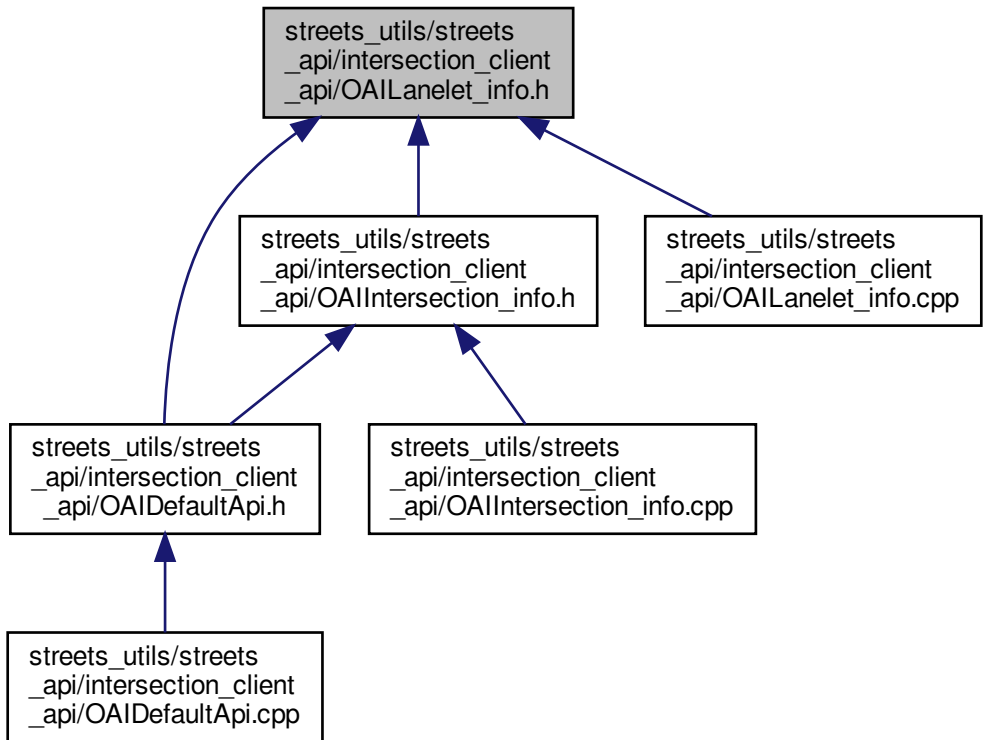 streets_utils/streets
_api/intersection_client
_api/OAILanelet_info.h
streets_utils/streets
_api/intersection_client
_api/OAIIntersection_info.h
streets_utils/streets
_api/intersection_client
_api/OAILanelet_info.cpp
streets_utils/streets
_api/intersection_client
_api/OAIDefaultApi.h
streets_utils/streets
_api/intersection_client
_api/OAIIntersection_info.cpp
streets_utils/streets
_api/intersection_client
_api/OAIDefaultApi.cpp